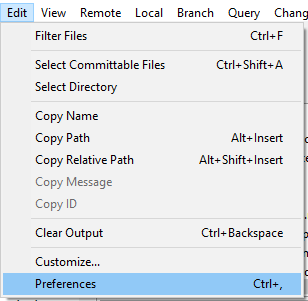 Edit View Remote Local Branch Query Chang
Filter Files Ctrl+F
Select Committable Files Ctrl+Shift+A
Select Directory
Copy Name
Copy Path Alt+Insert
Copy Relative Path Alt+Shift+Insert
Copy Message
Copy ID
Clear Output Ctrl+Backspace
Customize...
Preferences Ctrl+,